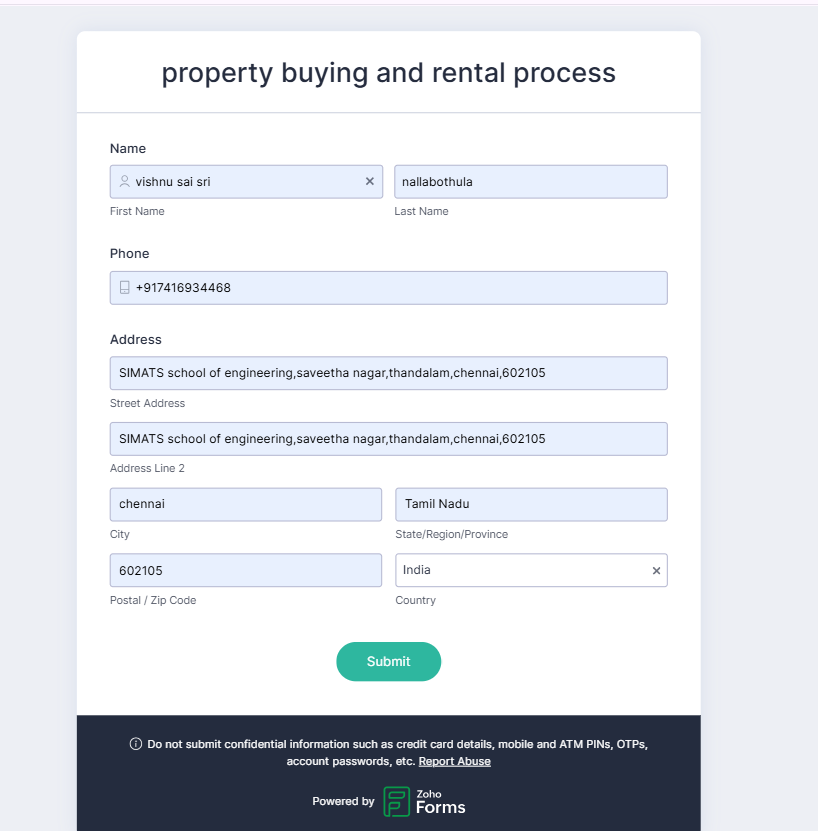 property buying and rental process
Name
vishnu sai sri
nallabothula
First Name
Last Name
Phone
+917416934468
Address
SIMATS school of engineering,saveetha nagar,thandalam,chennai,602105
Street Address
SIMATS school of engineering,saveetha nagar,thandalam,chennai,602105
Address Line 2
chennai
Tamil Nadu
City
State/Region/Province
602105
India
Postal / Zip Code
Country
Submit
Do not submit confidential information such as credit card details, mobile and ATM PINs, OTPs,
account passwords, etc. Report Abuse
Powered by Zoho Forms